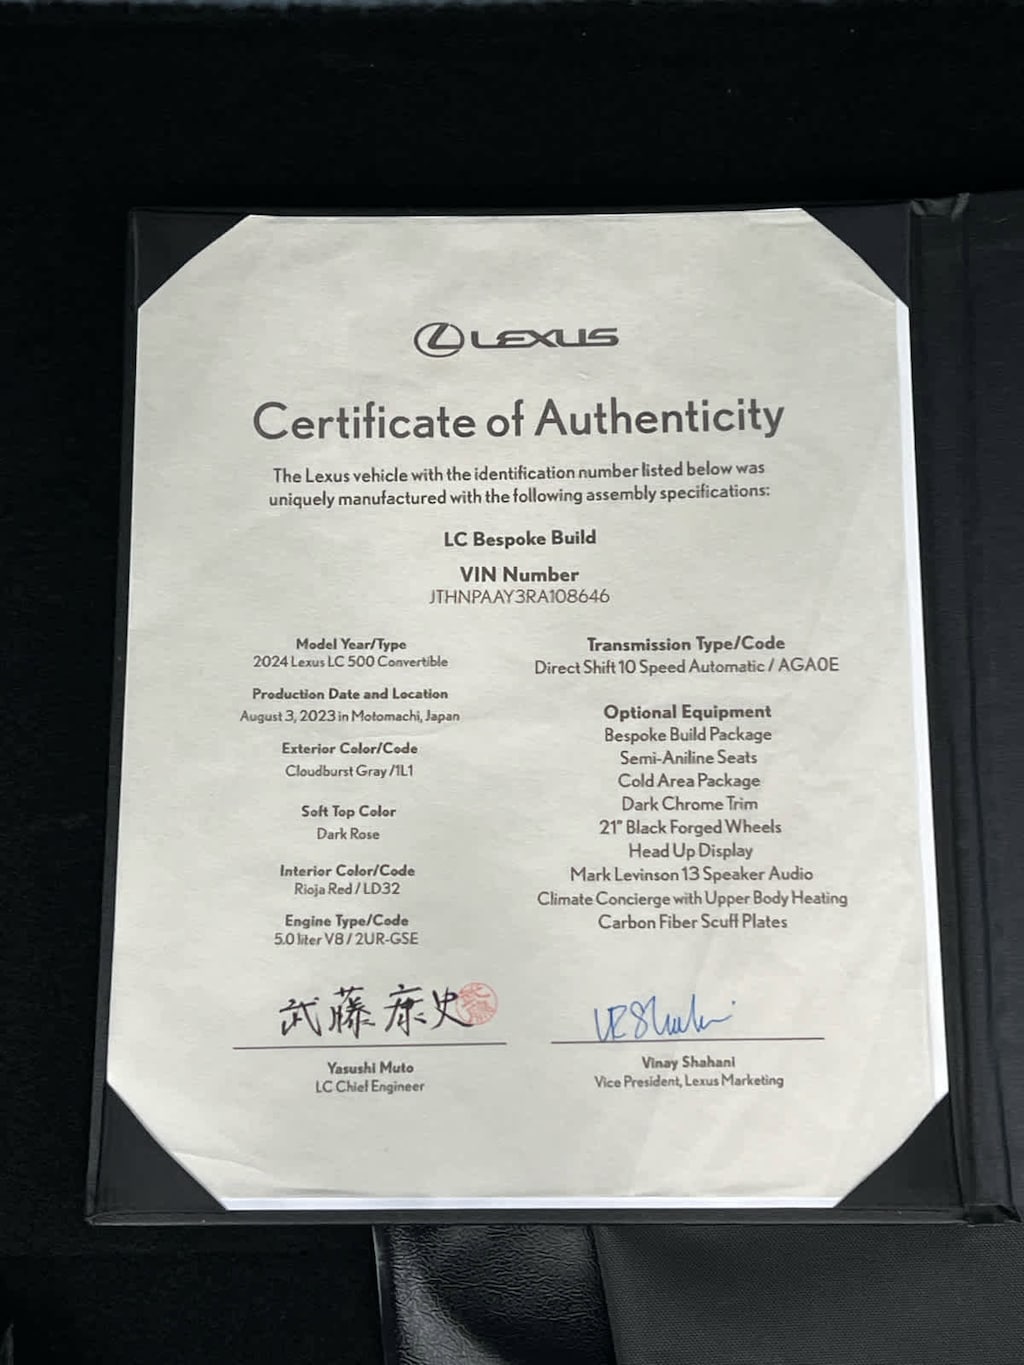 LEXUS
Certificate of Authenticity
The Lexus vehicle with the identification number listed below was
uniquely manufactured with the following assembly specifications:
LC Bespoke Build
VIN Number
JTHNPAAY3RA108646
Model Year/Type
2024 Lexus LC 500 Convertible
Production Date and Location
August 3, 2023 in Motomachi, Japan
Exterior Color/Code
Cloudburst Gray /1L1
Soft Top Color
Dark Rose
Interior Color/Code
Rioja Red / LD32
Engine Type/Code
5.0 liter V8 / 2UR-GSE
Transmission Type/Code
Direct Shift 10 Speed Automatic / AGA0E
Optional Equipment
Bespoke Build Package
Semi-Aniline Seats
Cold Area Package
Dark Chrome Trim
21" Black Forged Wheels
Head Up Display
Mark Levinson 13 Speaker Audio
Climate Concierge with Upper Body Heating
Carbon Fiber Scuff Plates
武藤康史
Yasushi Muto
LC Chief Engineer
Vinay Shahani
Vice President, Lexus Marketing